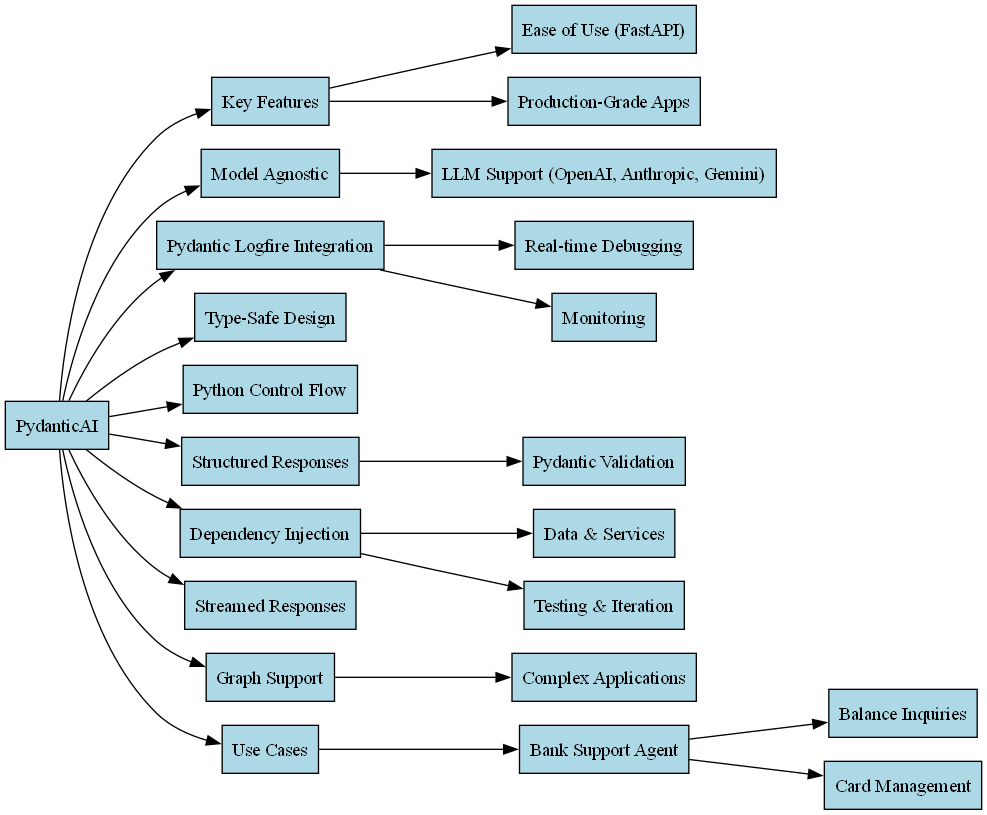 Ease of Use (FastAPI)
Key Features
Production-Grade Apps
Model Agnostic
LLM Support (OpenAI, Anthropic, Gemini)
Pydantic Logfire Integration
Real-time Debugging
Type-Safe Design
Monitoring
Python Control Flow
PydanticAI
Structured Responses
Pydantic Validation
Dependency Injection
Data & Services
Streamed Responses
Testing & Iteration
Graph Support
Complex Applications
Balance Inquiries
Use Cases
Bank Support Agent
Card Management